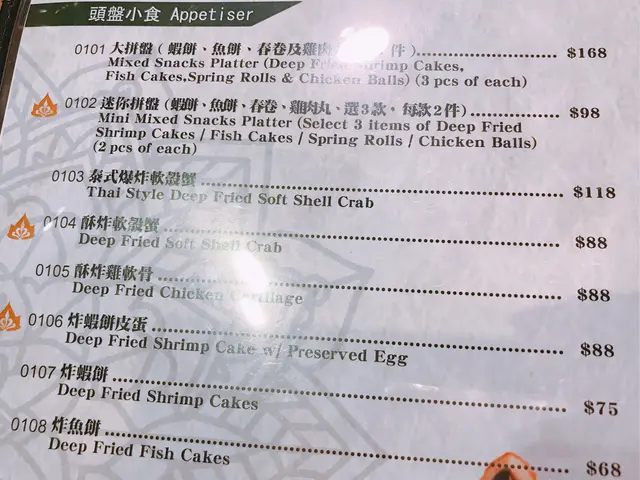 頭盤小食 Appetiser
0101 大拼盤 ( 蝦餅、魚餅、春卷及雞肉 件 ) $168
Mixed Snacks Platter (Deep Fried Shrimp Cakes,
Fish Cakes,Spring Rolls & Chicken Balls) (3 pcs of each)
0102 迷你拼盤 (蝦餅、魚餅、春卷、雞肉丸、選3款，每款2件) $98
Mini Mixed Snacks Platter (Select 3 items of Deep Fried
Shrimp Cakes / Fish Cakes / Spring Rolls / Chicken Balls)
(2 pcs of each)
0103 泰式爆炸軟殼蟹 $118
Thai Style Deep Fried Soft Shell Crab
0104 酥炸軟殼蟹 $88
Deep Fried Soft Shell Crab
0105 酥炸雞軟骨 $88
Deep Fried Chicken Cartilage
0106 炸蝦餅皮蛋 $88
Deep Fried Shrimp Cake w/ Preserved Egg
0107 炸蝦餅 $75
Deep Fried Shrimp Cakes
0108 炸魚餅 $68
Deep Fried Fish Cakes